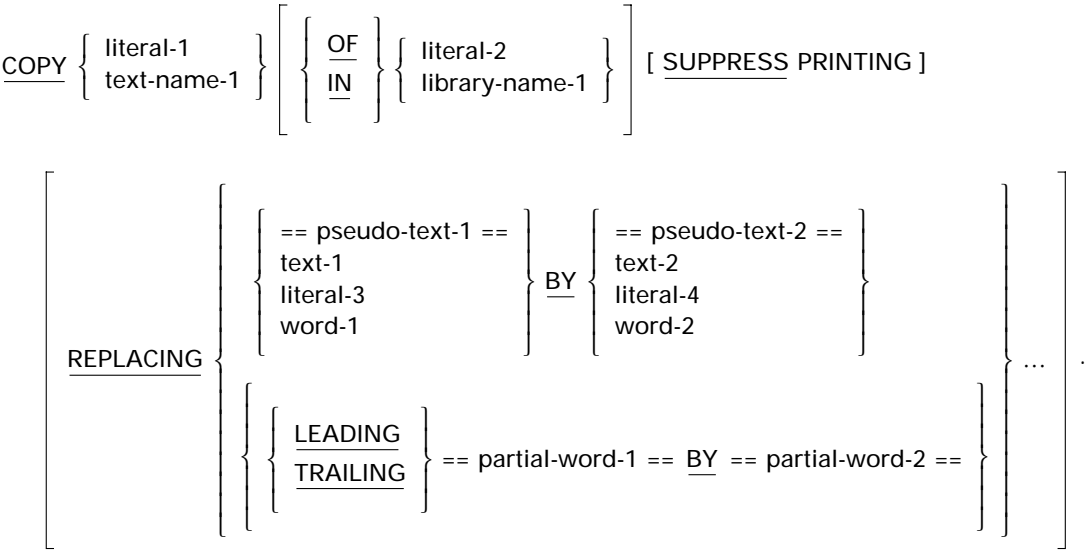 COPY { literal-1 text-name-1 } [ { OF IN } { literal-2 library-name-1 } ] [ SUPPRESS PRINTING ]
== pseudo-text-1 ==
text-1
literal-3
word-1
BY
== pseudo-text-2 ==
text-2
literal-4
word-2
REPLACING
... .
LEADING
TRAILING
== partial-word-1 == BY == partial-word-2 ==